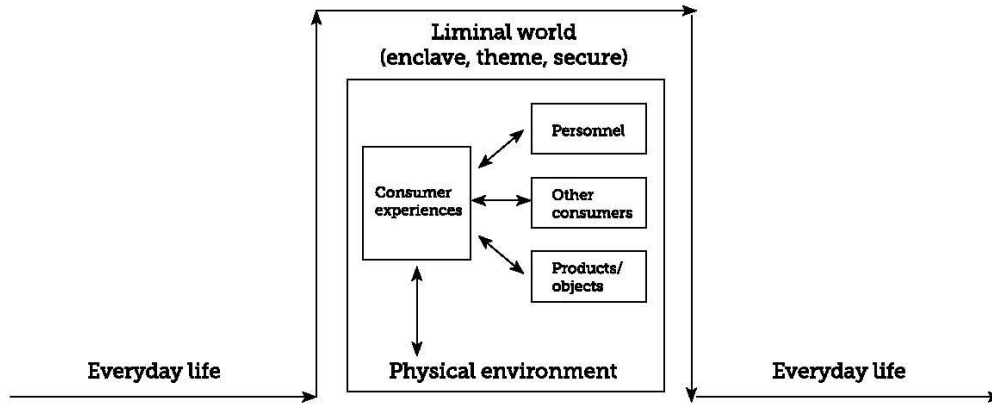 Liminal world
(enclave, theme, secure)
Personnel
Consumer
experiences
Other
consumers
Products/
objects
Everyday life
Physical environment
Everyday life